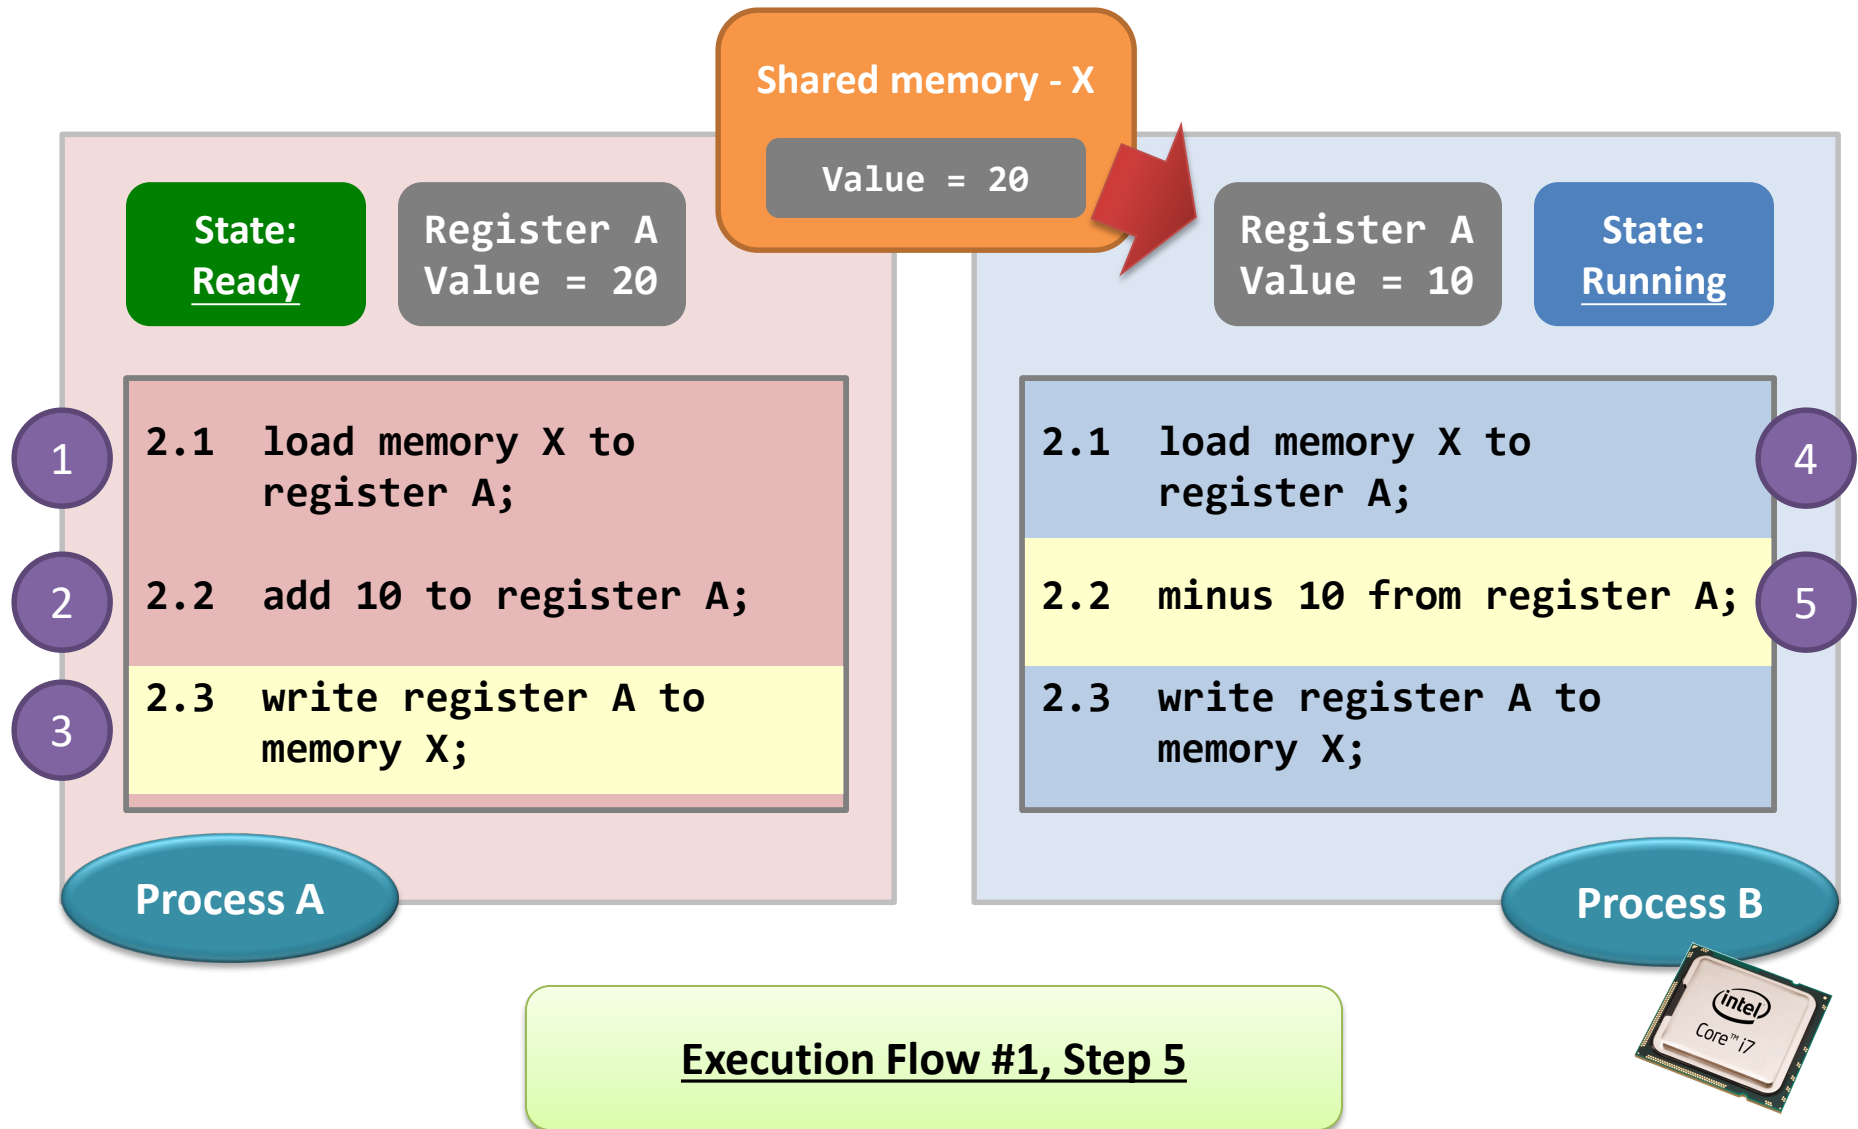 Shared memory - X
Value = 20
State:
Ready
Register A
Value = 20
Register A
Value = 10
State:
Running
1
2.1 load memory X to
register A;
2
2.2 add 10 to register A;
3
2.3 write register A to
memory X;
2.1 load memory X to
register A;
4
2.2 minus 10 from register A;
5
2.3 write register A to
memory X;
Process A
Process B
intel
Core™ i7
Execution Flow #1, Step 5